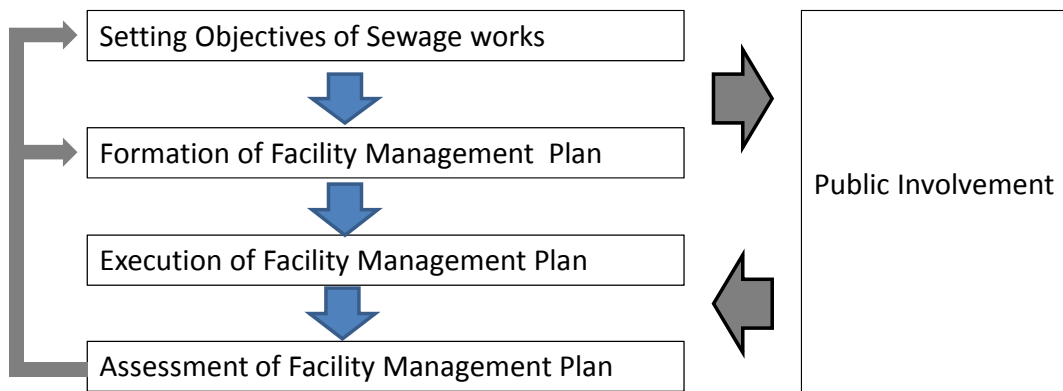 Setting Objectives of Sewage works
Formation of Facility Management Plan
Public Involvement
Execution of Facility Management Plan
Assessment of Facility Management Plan